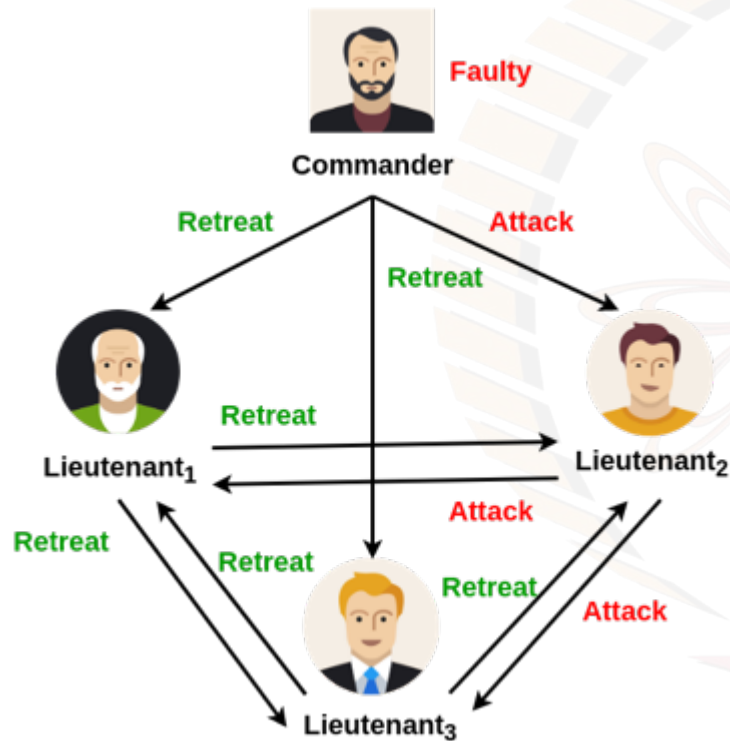 Faulty
Commander
Retreat
Attack
Retreat
Retreat
Lieutenant1
Lieutenant2
Attack
Retreat
Retreat
Retreat
Attack
Lieutenant3